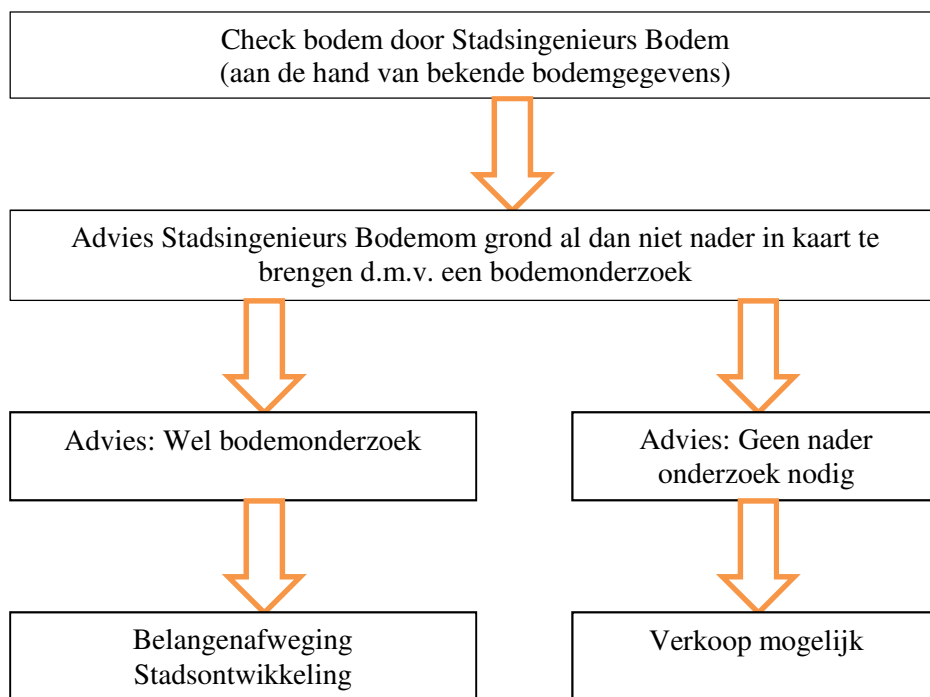 Check bodem door Stadsingenieurs Bodem
(aan de hand van bekende bodemgegevens)
Advies Stadsingenieurs Bodemom grond al dan niet nader in kaart te
brengen d.m.v. een bodemonderzoek
Advies: Wel bodemonderzoek
Advies: Geen nader
onderzoek nodig
Belangenafweging
Stadsontwikkeling
Verkoop mogelijk